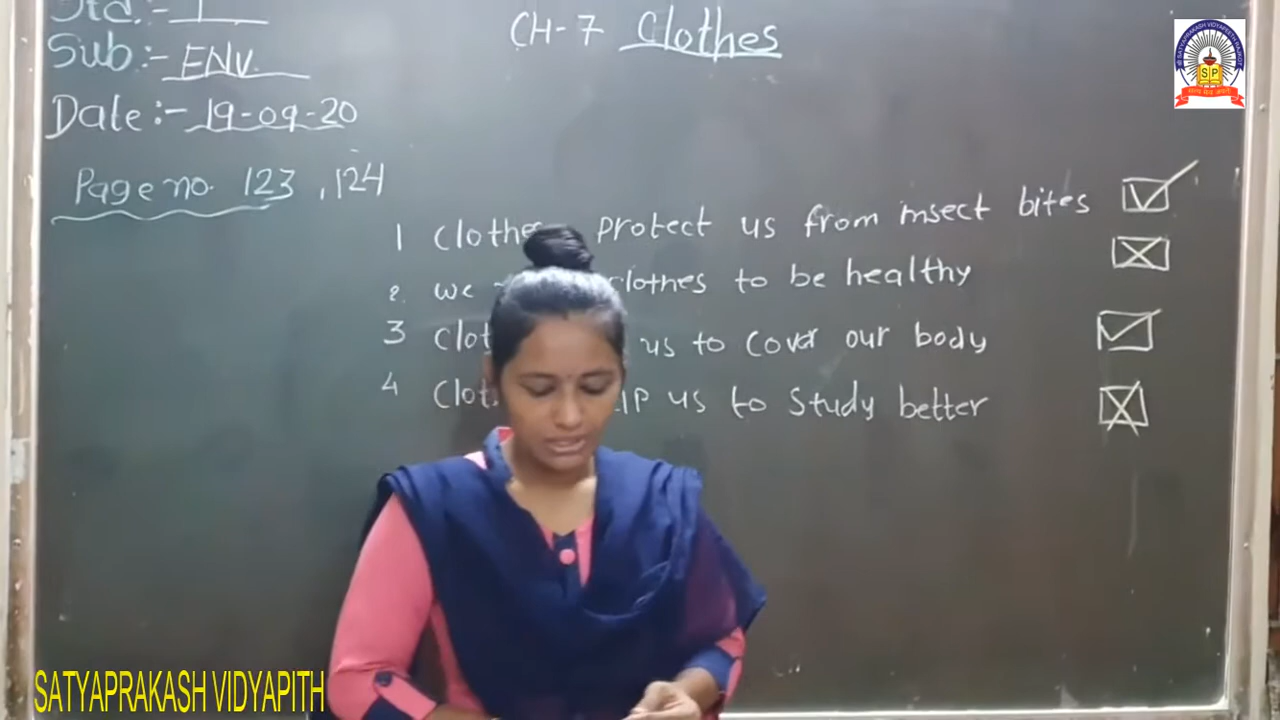 Std.:- 1
Sub:- ENV.
Date:- 19-09-20
Page no. 123, 124
CH-7 Clothes
1 Clothes protect us from insect bites
2. we clothes to be healthy
3 us to cover our body
4 us to Study better
SP
SATYAPRAKASH VIDYAPITH